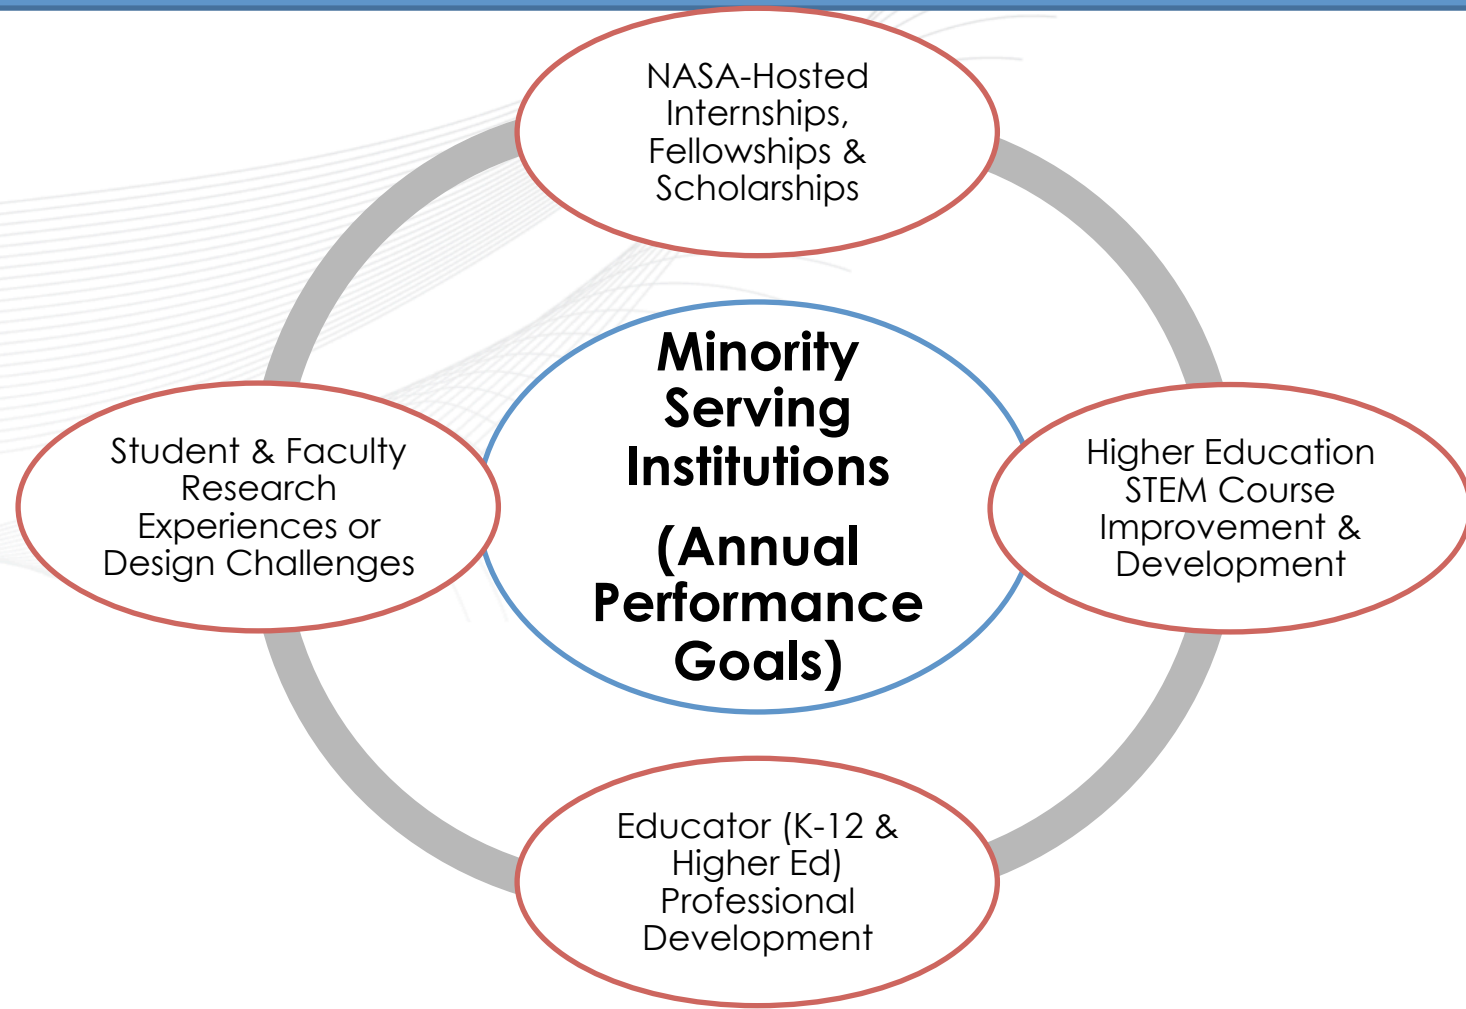 NASA-Hosted
Internships,
Fellowships &
Scholarships
Minority
Serving
Institutions
(Annual
Performance
Goals)
Student & Faculty
Research
Experiences or
Design Challenges
Higher Education
STEM Course
Improvement &
Development
Educator (K-12 &
Higher Ed)
Professional
Development